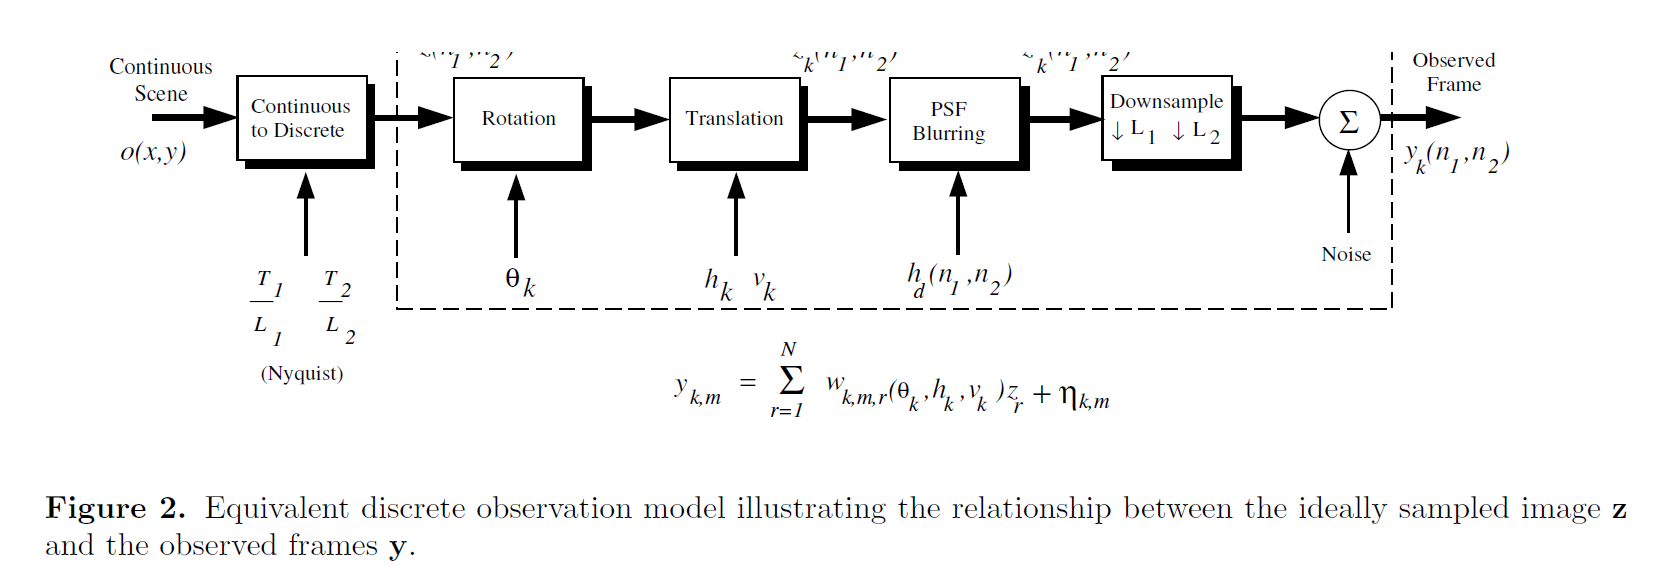 Continuous
Scene
o(x,y)
Continuous
to Discrete
T1 T2
L1 L2
(Nyquist)
Rotation
θk
Translation
hk vk
PSF
Blurring
hd(n1,n2)
Downsample
↓L1 ↓L2
Σ
Noise
Observed
Frame
yk(n1,n2)
yk,m = Σ r=1 N wk,m,r(θk,hk,vk)zr + ηk,m
Figure 2. Equivalent discrete observation model illustrating the relationship between the ideally sampled image z
and the observed frames y.